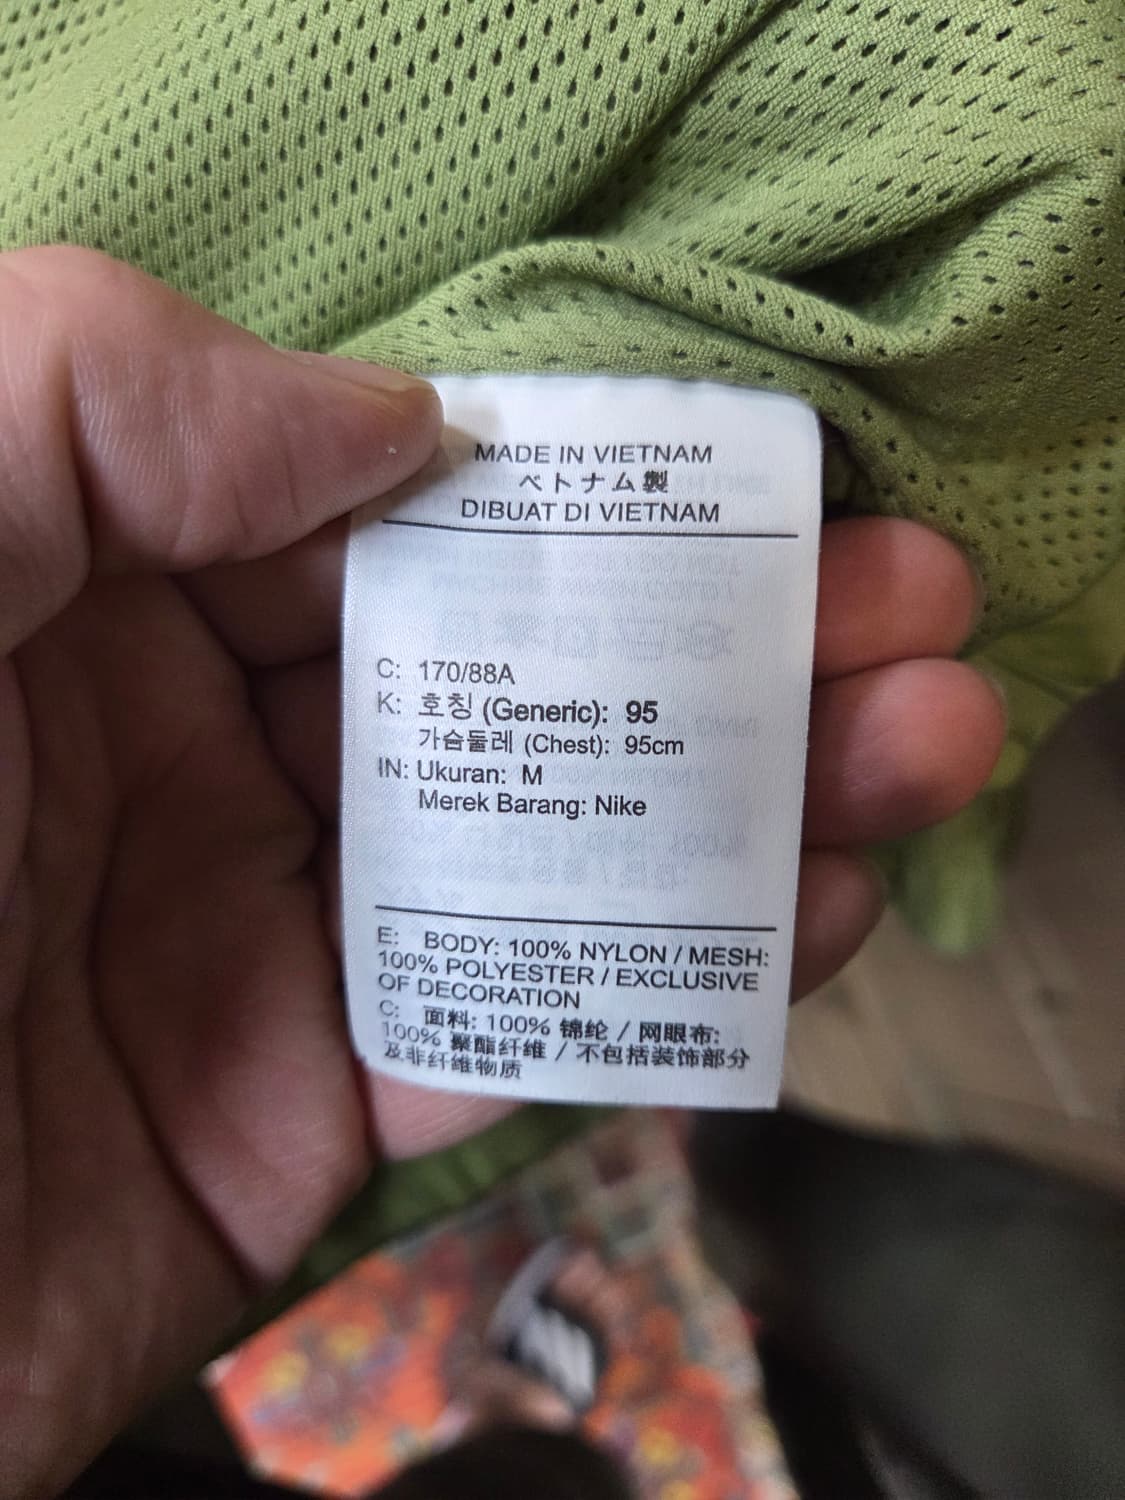 MADE IN VIETNAM
ベトナム製
DIBUAT DI VIETNAM
C: 170/88A
K: 호칭 (Generic): 95
가슴둘레 (Chest): 95cm
IN: Ukuran: M
Merek Barang: Nike
E: BODY: 100% NYLON / MESH:
100% POLYESTER / EXCLUSIVE
OF DECORATION
C: 面料: 100% 锦纶 / 网眼布:
100% 聚酯纤维 / 不包括装饰部分
及非纤维物质